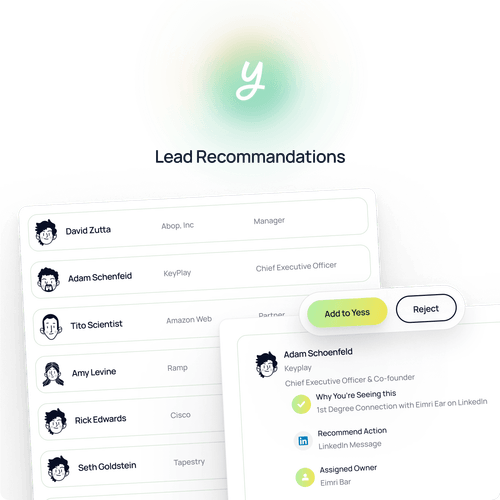 y
Lead Recommandations
David Zutta Abop, Inc Manager
Adam Schenfeid KeyPlay Chief Executive Officer
Tito Scientist Amazon Web Partner
Amy Levine Ramp
Rick Edwards Cisco
Seth Goldstein Tapestry
Add to Yess Reject
Adam Schoenfeld
Keyplay
Chief Executive Officer & Co-founder
Why You're Seeing this
1st Degree Connection with Eimri Ear on LinkedIn
in
Recommend Action
LinkedIn Message
Assigned Owner
Eimri Bar